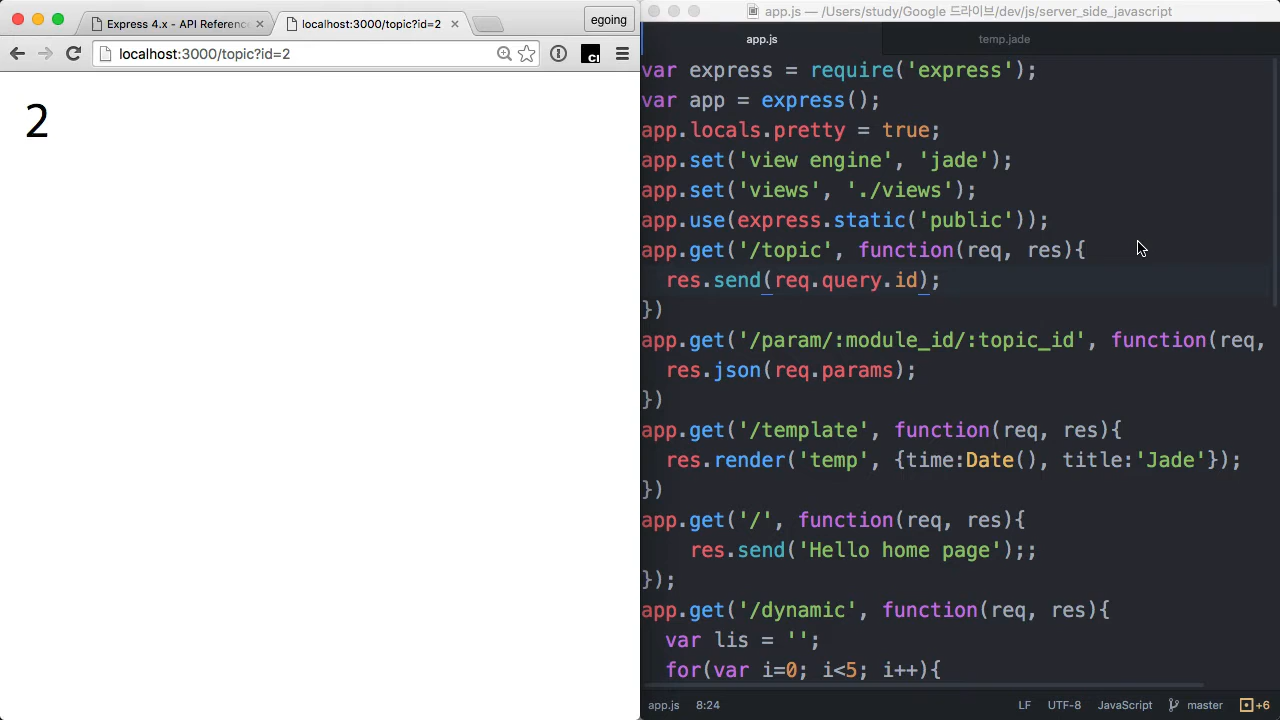 Express 4.x - API Referenc
localhost:3000/topic?id=2
egoing
localhost:3000/topic?id=2
2
app.js — /Users/study/Google 드라이브/dev/js/server_side_javascript
app.js
temp.jade
var express = require('express');
var app = express();
app.locals.pretty = true;
app.set('view engine', 'jade');
app.set('views', './views');
app.use(express.static('public'));
app.get('/topic', function(req, res){
  res.send(req.query.id);
})
app.get('/param/:module_id/:topic_id', function(req,
  res.json(req.params);
})
app.get('/template', function(req, res){
  res.render('temp', {time:Date(), title:'Jade'});
})
app.get('/', function(req, res){
    res.send('Hello home page');;
});
app.get('/dynamic', function(req, res){
  var lis = '';
  for(var i=0; i<5; i++){
app.js 8:24
LF UTF-8 JavaScript master +6